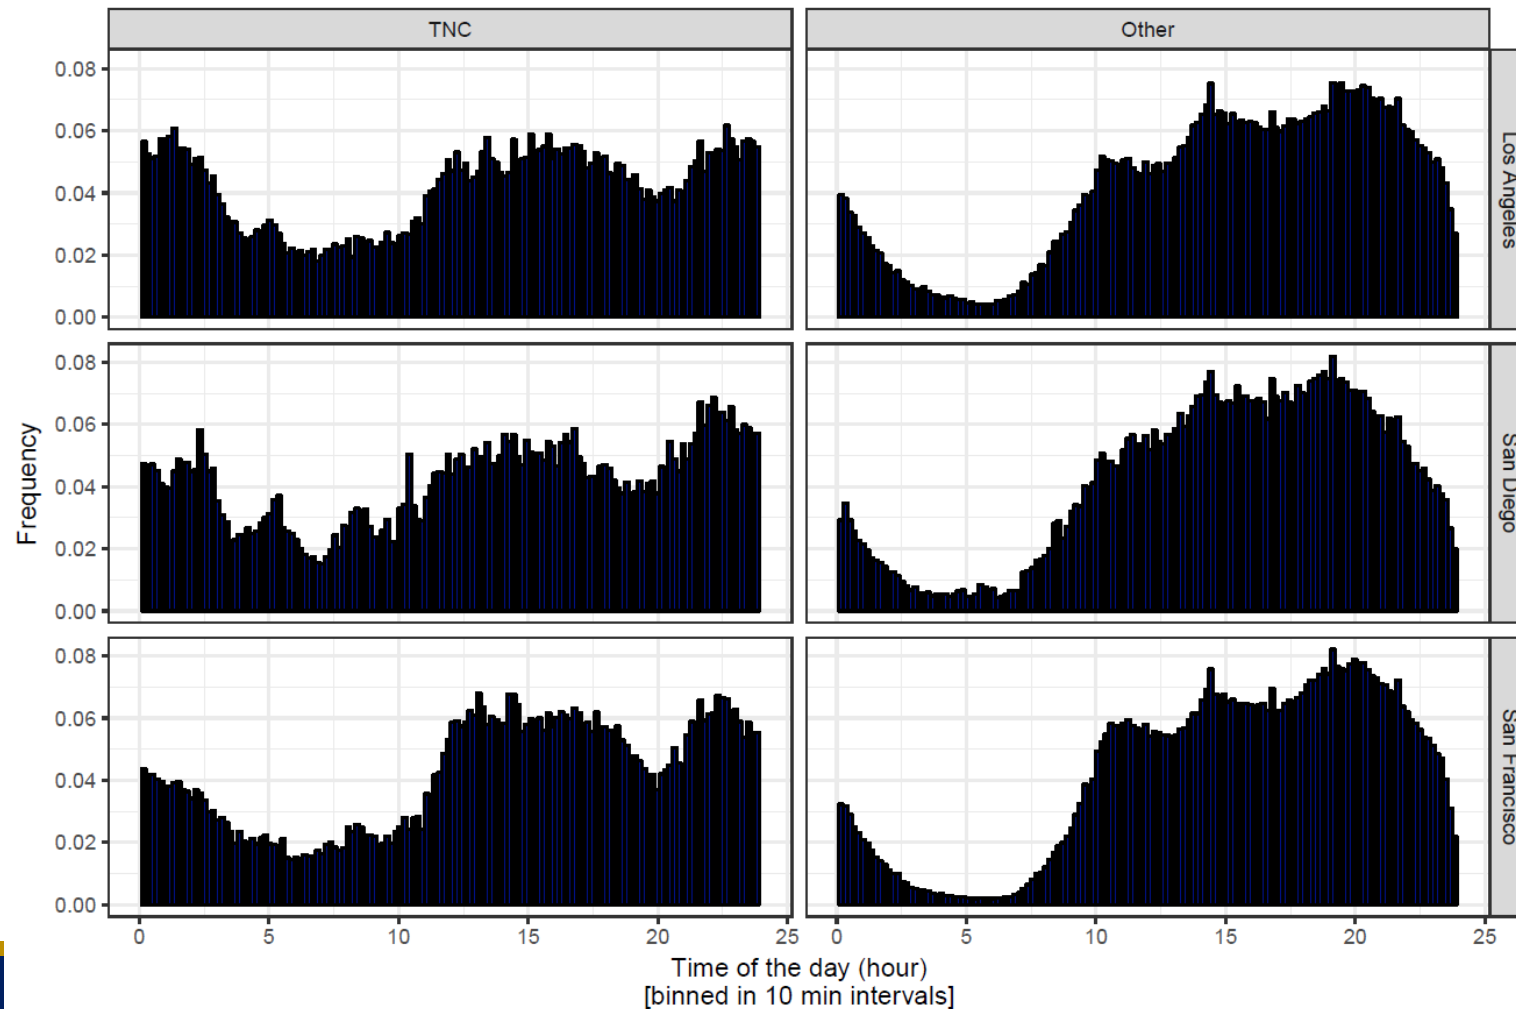 TNC
Other
0.08
0.06
0.04
0.02
0.00
Los Angeles
0.08
0.06
0.04
0.02
0.00
San Diego
0.08
0.06
0.04
0.02
0.00
San Francisco
Frequency
0 5 10 15 20 25
0 5 10 15 20 25
Time of the day (hour)
[binned in 10 min intervals]